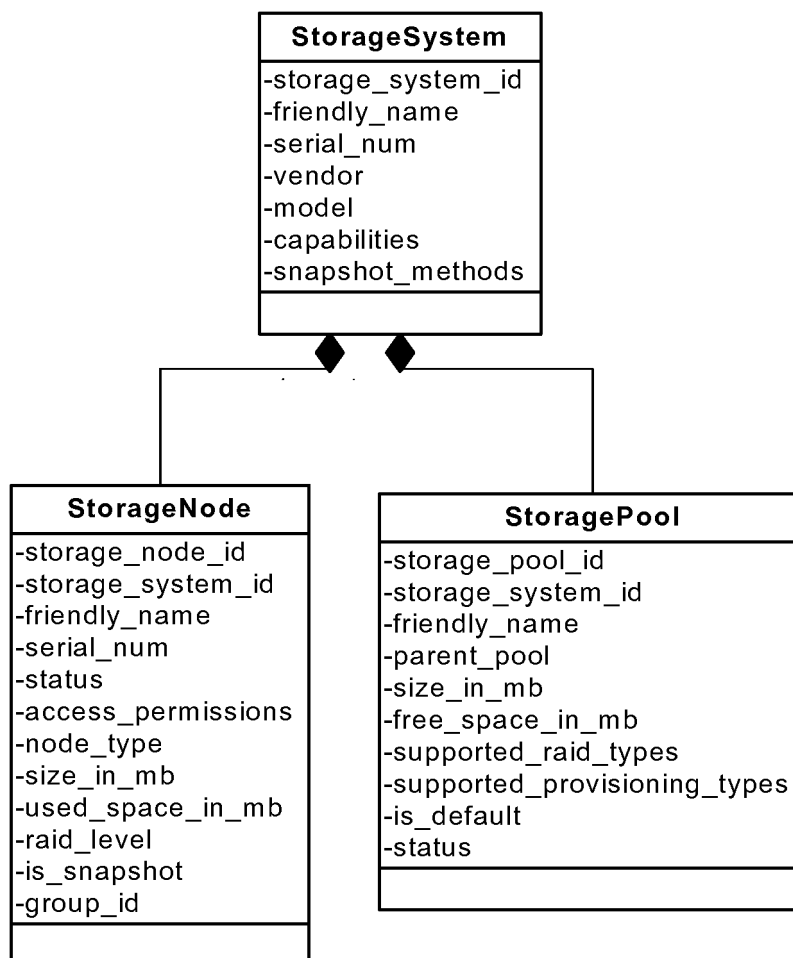 StorageSystem
-storage_system_id
-friendly_name
-serial_num
-vendor
-model
-capabilities
-snapshot_methods
StorageNode
-storage_node_id
-storage_system_id
-friendly_name
-serial_num
-status
-access_permissions
-node_type
-size_in_mb
-used_space_in_mb
-raid_level
-is_snapshot
-group_id
StoragePool
-storage_pool_id
-storage_system_id
-friendly_name
-parent_pool
-size_in_mb
-free_space_in_mb
-supported_raid_types
-supported_provisioning_types
-is_default
-status